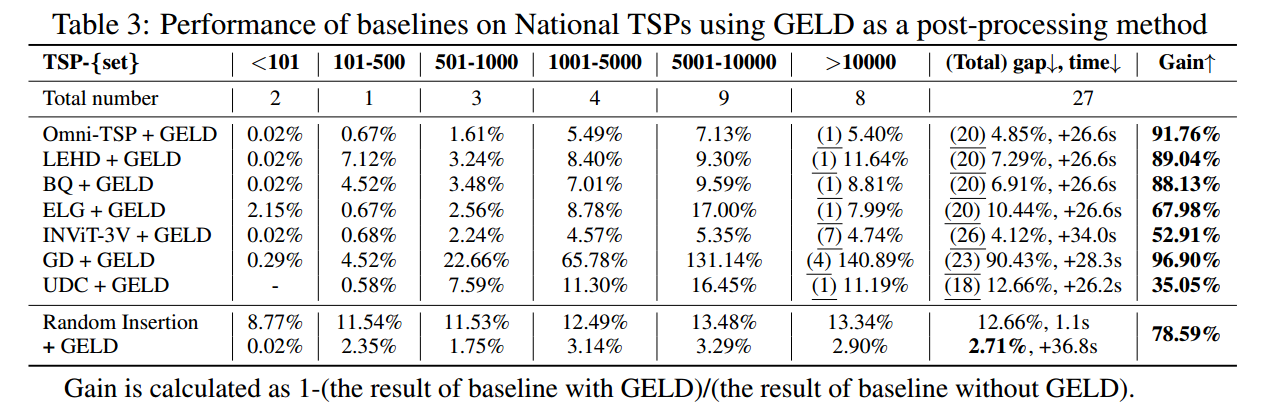 Table 3: Performance of baselines on National TSPs using GELD as a post-processing method
TSP-{set} <101 101-500 501-1000 1001-5000 5001-10000 >10000 (Total) gap↓, time↓ Gain↑
Total number 2 1 3 4 9 8 27
Omni-TSP + GELD 0.02% 0.67% 1.61% 5.49% 7.13% (1) 5.40% (20) 4.85%, +26.6s 91.76%
LEHD + GELD 0.02% 7.12% 3.24% 8.40% 9.30% (1) 11.64% (20) 7.29%, +26.6s 89.04%
BQ + GELD 0.02% 4.52% 3.48% 7.01% 9.59% (1) 8.81% (20) 6.91%, +26.6s 88.13%
ELG + GELD 2.15% 0.67% 2.56% 8.78% 17.00% (1) 7.99% (20) 10.44%, +26.6s 67.98%
INViT-3V + GELD 0.02% 0.68% 2.24% 4.57% 5.35% (7) 4.74% (26) 4.12%, +34.0s 52.91%
GD + GELD 0.29% 4.52% 22.66% 65.78% 131.14% (4) 140.89% (23) 90.43%, +28.3s 96.90%
UDC + GELD - 0.58% 7.59% 11.30% 16.45% (1) 11.19% (18) 12.66%, +26.2s 35.05%
Random Insertion 8.77% 11.54% 11.53% 12.49% 13.48% 13.34% 12.66%, 1.1s 78.59%
+ GELD 0.02% 2.35% 1.75% 3.14% 3.29% 2.90% 2.71%, +36.8s
Gain is calculated as 1-(the result of baseline with GELD)/(the result of baseline without GELD).